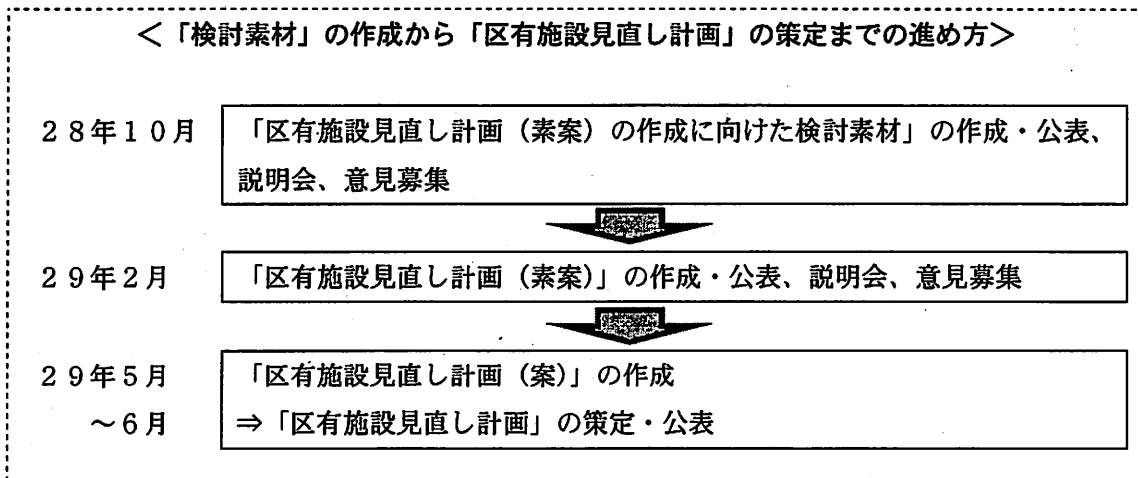 ＜「検討素材」の作成から「区有施設見直し計画」の策定までの進め方＞
２８年１０月
「区有施設見直し計画（素案）の作成に向けた検討素材」の作成・公表、
説明会、意見募集
２９年２月
「区有施設見直し計画（素案）」の作成・公表、説明会、意見募集
２９年５月
～６月
「区有施設見直し計画（案）」の作成
⇒「区有施設見直し計画」の策定・公表